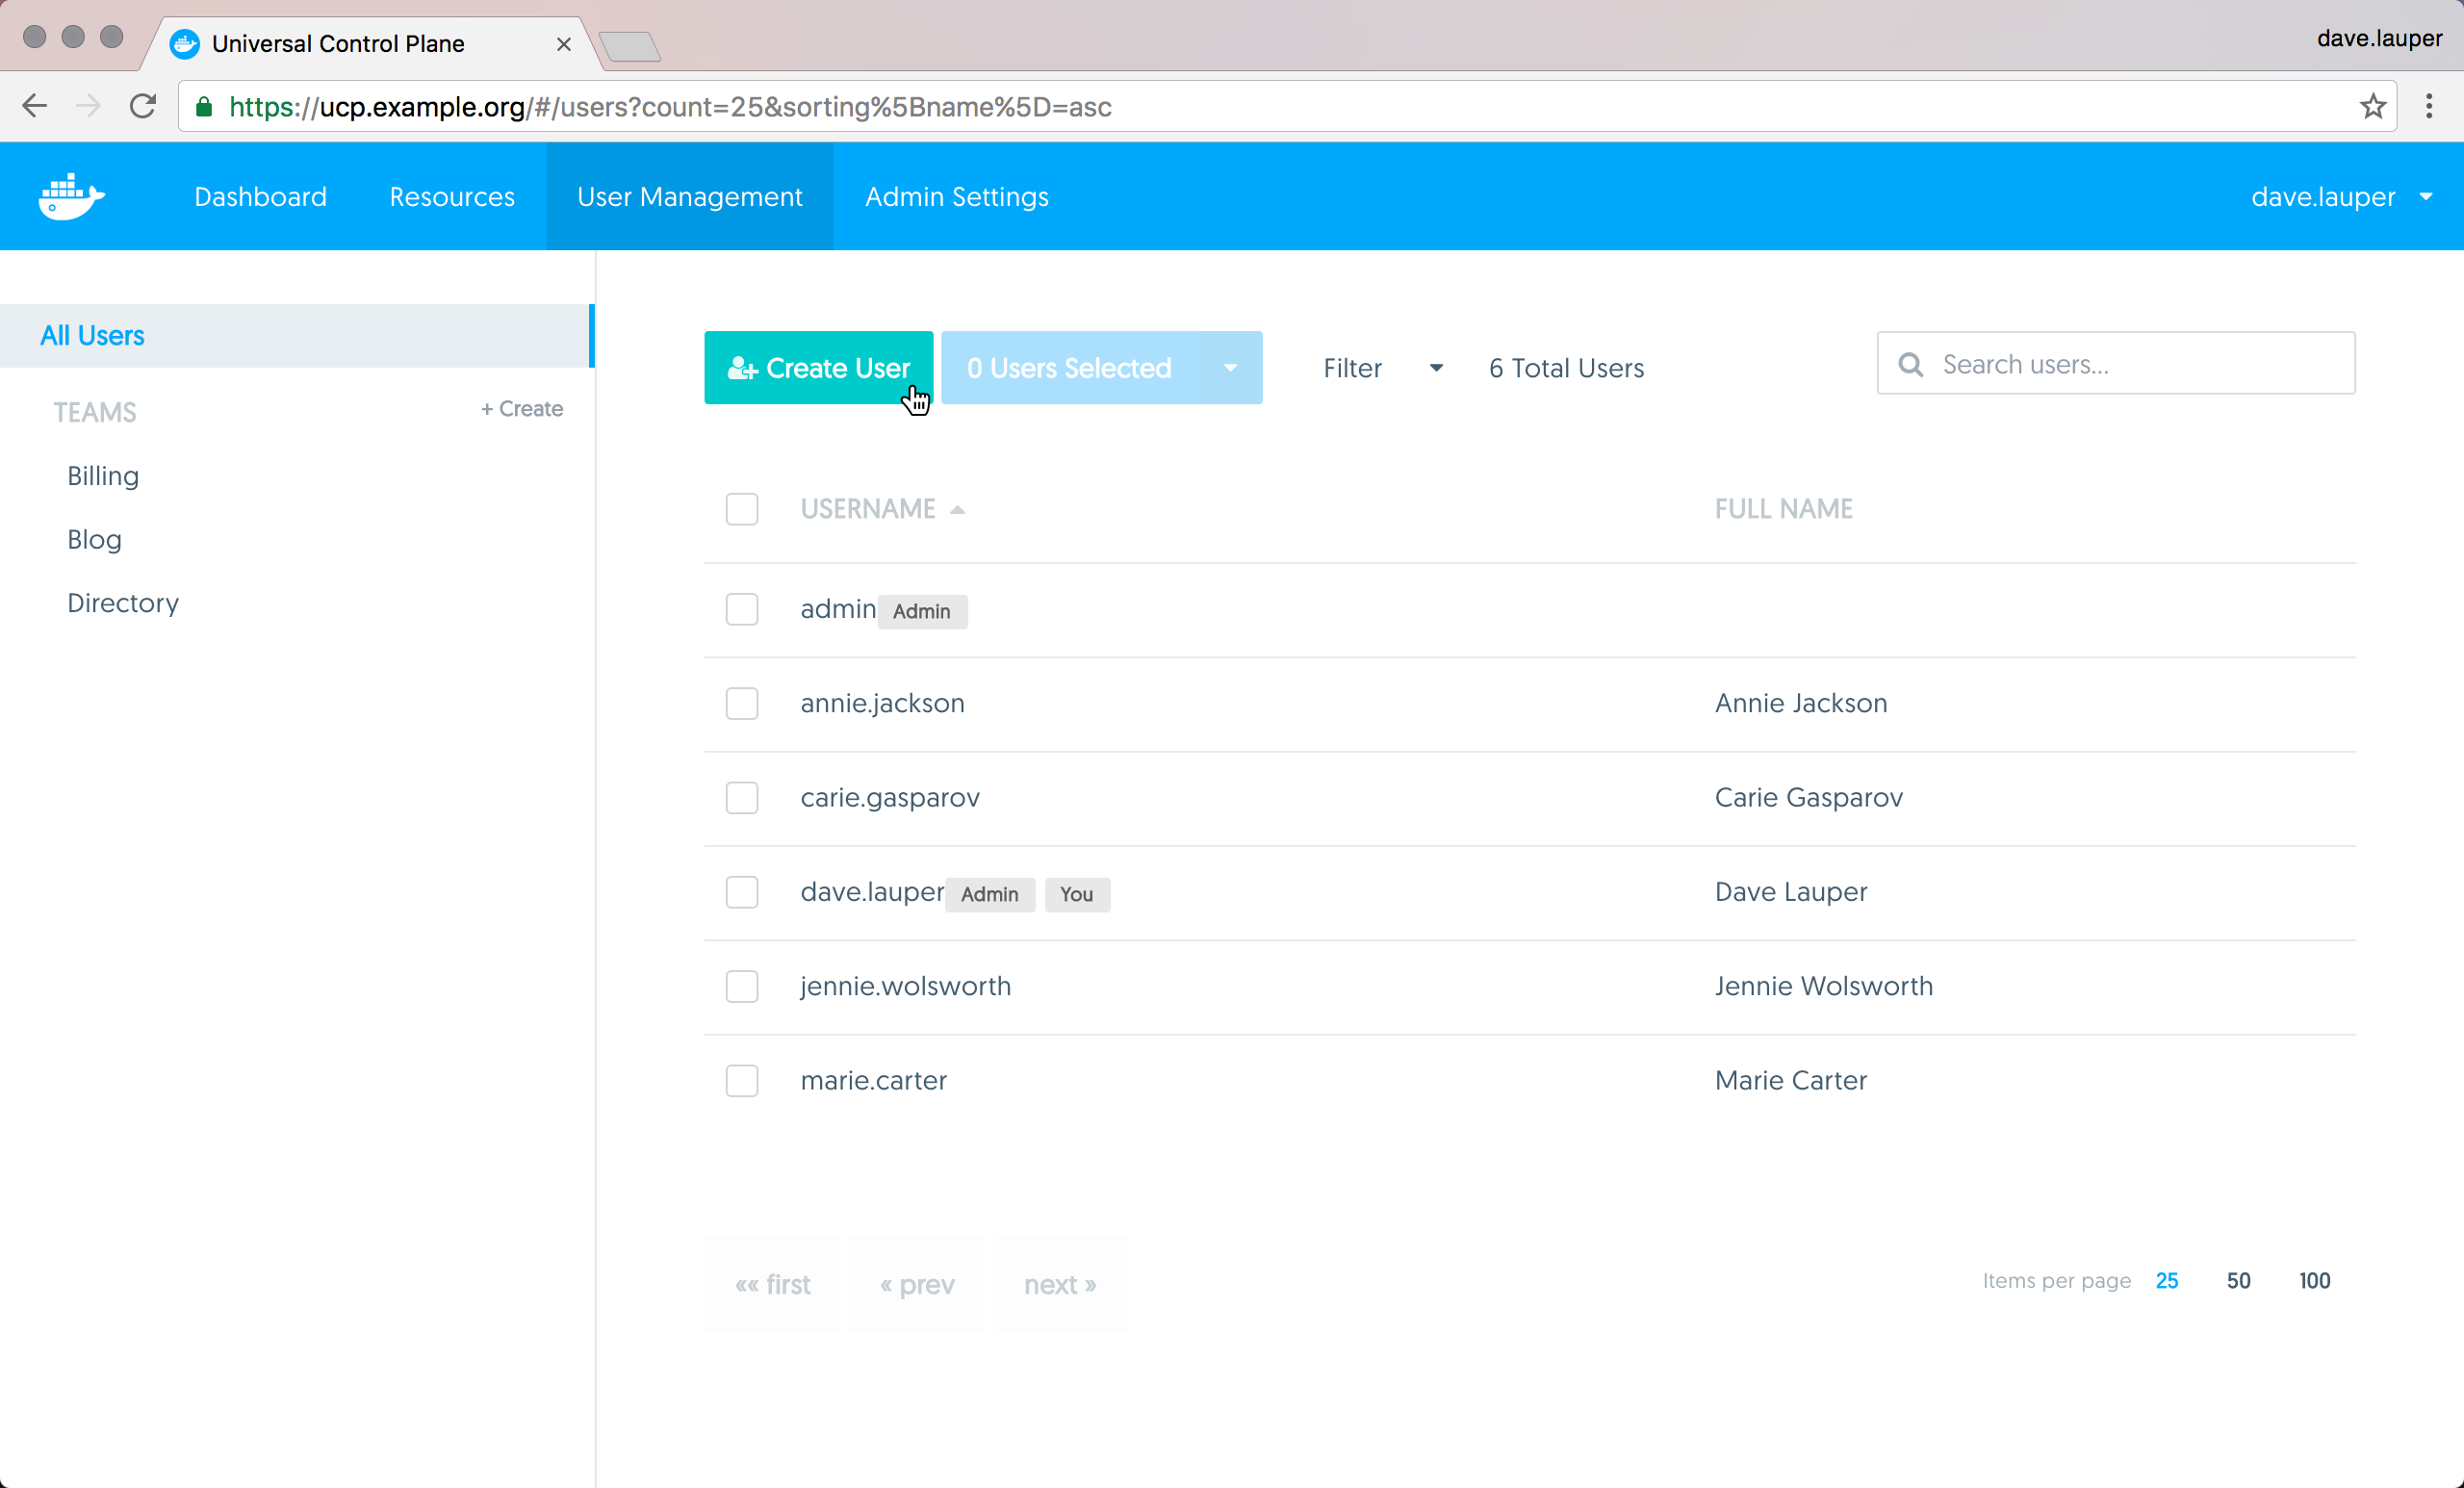 Universal Control Plane
dave.lauper
https://ucp.example.org/#/users?count=25&sorting%5Bname%5D=asc
Dashboard Resources User Management Admin Settings dave.lauper
All Users
TEAMS + Create
Billing
Blog
Directory
Create User 0 Users Selected Filter 6 Total Users Search users...
USERNAME FULL NAME
admin Admin
annie.jackson Annie Jackson
carie.gasparov Carie Gasparov
dave.lauper Admin You Dave Lauper
jennie.wolsworth Jennie Wolsworth
marie.carter Marie Carter
«« first « prev next » Items per page 25 50 100